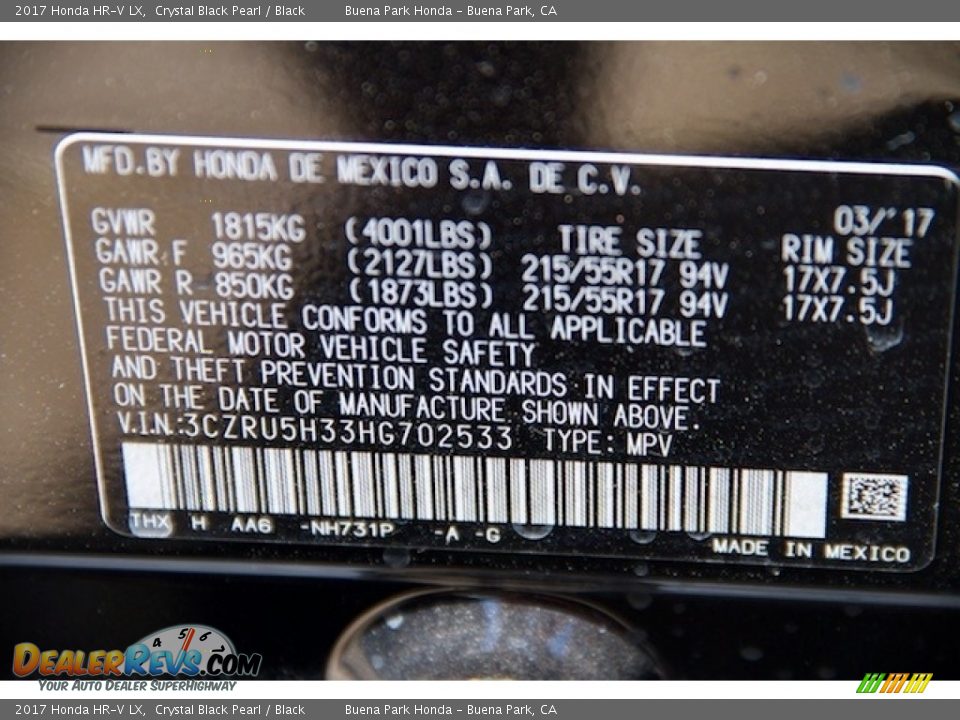 2017 Honda HR-V LX, Crystal Black Pearl / Black Buena Park Honda - Buena Park, CA
MFD.BY HONDA DE MEXICO S.A. DE C.V.
03/'17
GVWR 1815KG (4001LBS) TIRE SIZE RIM SIZE
GAWR F 965KG (2127LBS) 215/55R17 94V 17X7.5J
GAWR R 850KG (1873LBS) 215/55R17 94V 17X7.5J
THIS VEHICLE CONFORMS TO ALL APPLICABLE
FEDERAL MOTOR VEHICLE SAFETY
AND THEFT PREVENTION STANDARDS IN EFFECT
ON THE DATE OF MANUFACTURE SHOWN ABOVE.
V.I.N.:3CZRU5H33HG702533 TYPE: MPV
THX H AA6 -NH731P -A -G
MADE IN MEXICO
4 5 6
DEALERREVS.COM
YOUR AUTO DEALER SUPERHIGHWAY
2017 Honda HR-V LX, Crystal Black Pearl / Black Buena Park Honda - Buena Park, CA